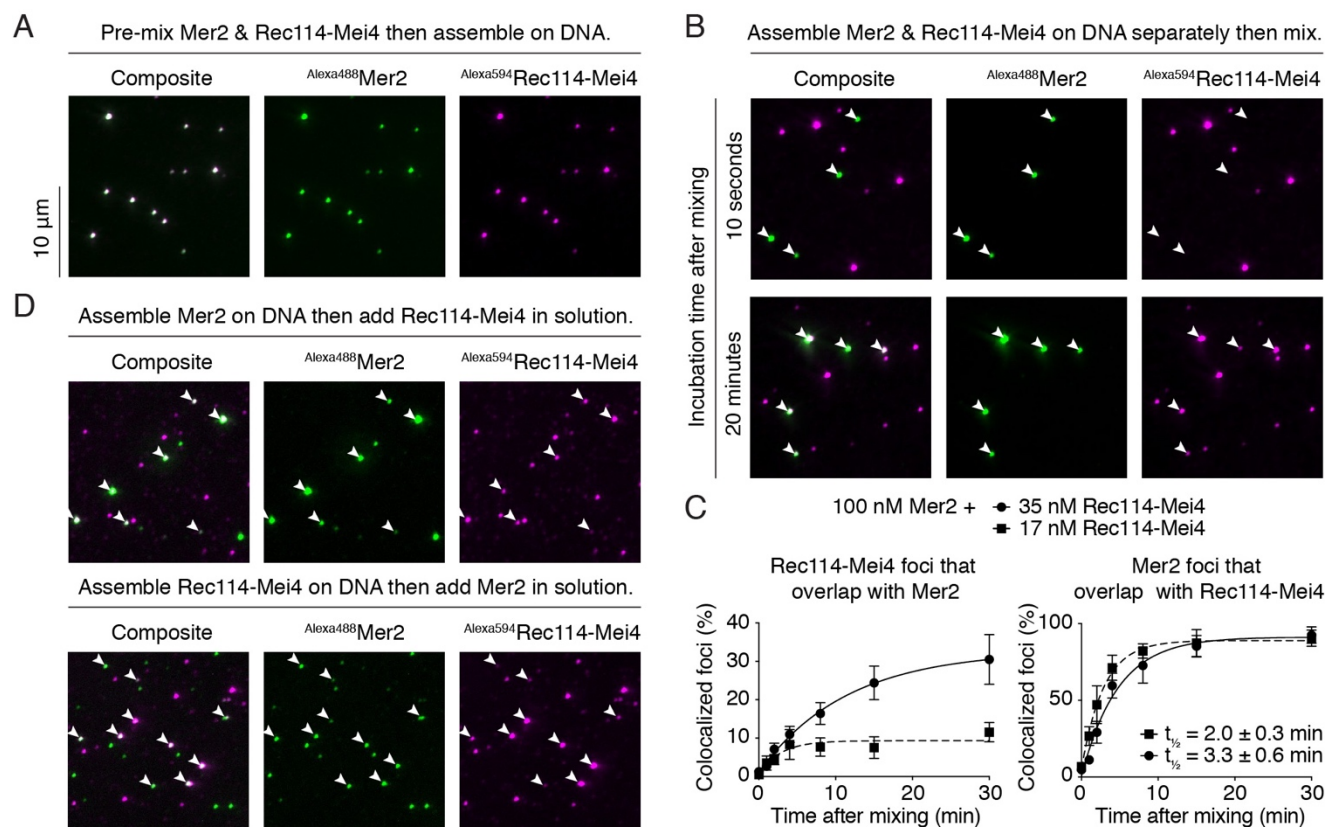 A
Pre-mix Mer2 & Rec114-Mei4 then assemble on DNA.
Composite
Alexa488Mer2
Alexa594Rec114-Mei4
10 µm
B
Assemble Mer2 & Rec114-Mei4 on DNA separately then mix.
Composite
Alexa488Mer2
Alexa594Rec114-Mei4
Incubation time after mixing
10 seconds
20 minutes
D
Assemble Mer2 on DNA then add Rec114-Mei4 in solution.
Composite
Alexa488Mer2
Alexa594Rec114-Mei4
Assemble Rec114-Mei4 on DNA then add Mer2 in solution.
Composite
Alexa488Mer2
Alexa594Rec114-Mei4
C
100 nM Mer2 + 35 nM Rec114-Mei4
17 nM Rec114-Mei4
Rec114-Mei4 foci that
overlap with Mer2
Colocalized foci (%)
40
30
20
10
0
0 10 20 30
Time after mixing (min)
Mer2 foci that
overlap with Rec114-Mei4
Colocalized foci (%)
100
50
0
t½ = 2.0 ± 0.3 min
t½ = 3.3 ± 0.6 min
0 10 20 30
Time after mixing (min)